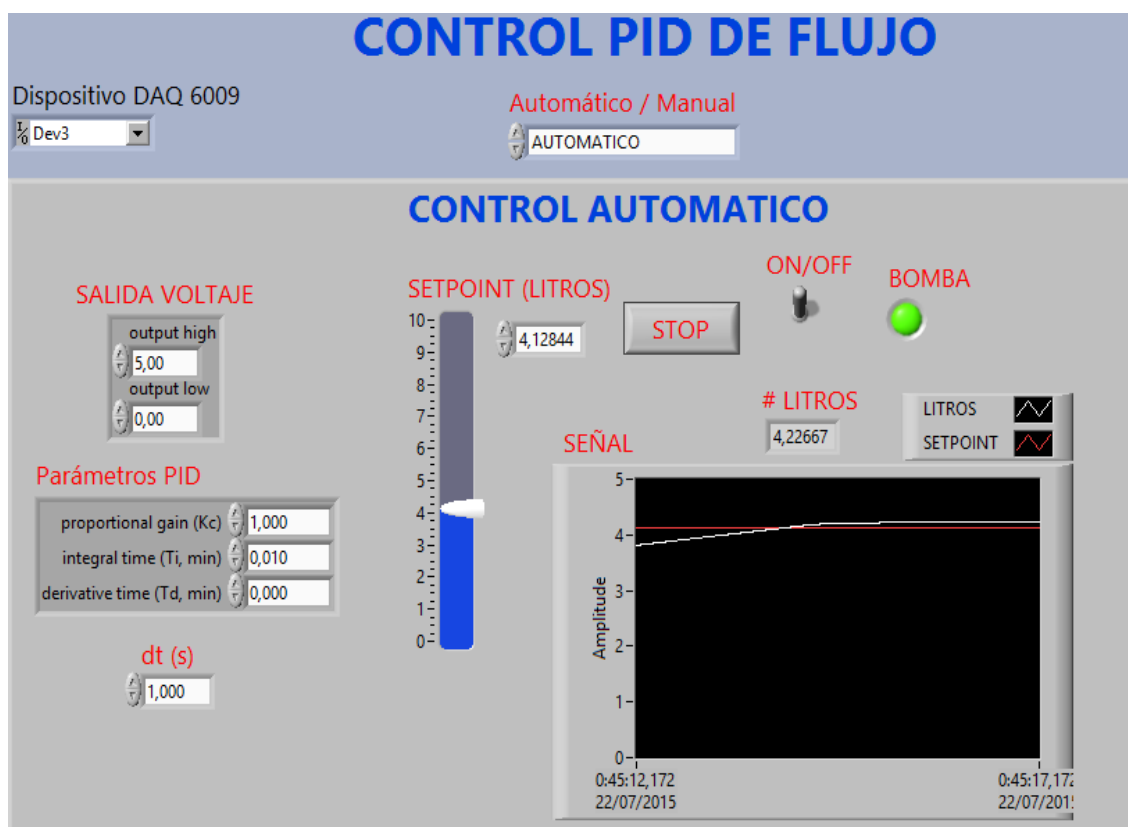 CONTROL PID DE FLUJO
Dispositivo DAQ 6009
I/O Dev3
Automático / Manual
AUTOMATICO
CONTROL AUTOMATICO
SALIDA VOLTAJE
output high
5,00
output low
0,00
Parámetros PID
proportional gain (Kc) 1,000
integral time (Ti, min) 0,010
derivative time (Td, min) 0,000
dt (s)
1,000
SETPOINT (LITROS)
4,12844
10
9
8
7
6
5
4
3
2
1
0
STOP
ON/OFF
BOMBA
# LITROS
4,22667
LITROS
SETPOINT
SEÑAL
Amplitude
5
4
3
2
1
0
0:45:12,172
22/07/2015
0:45:17,172
22/07/201